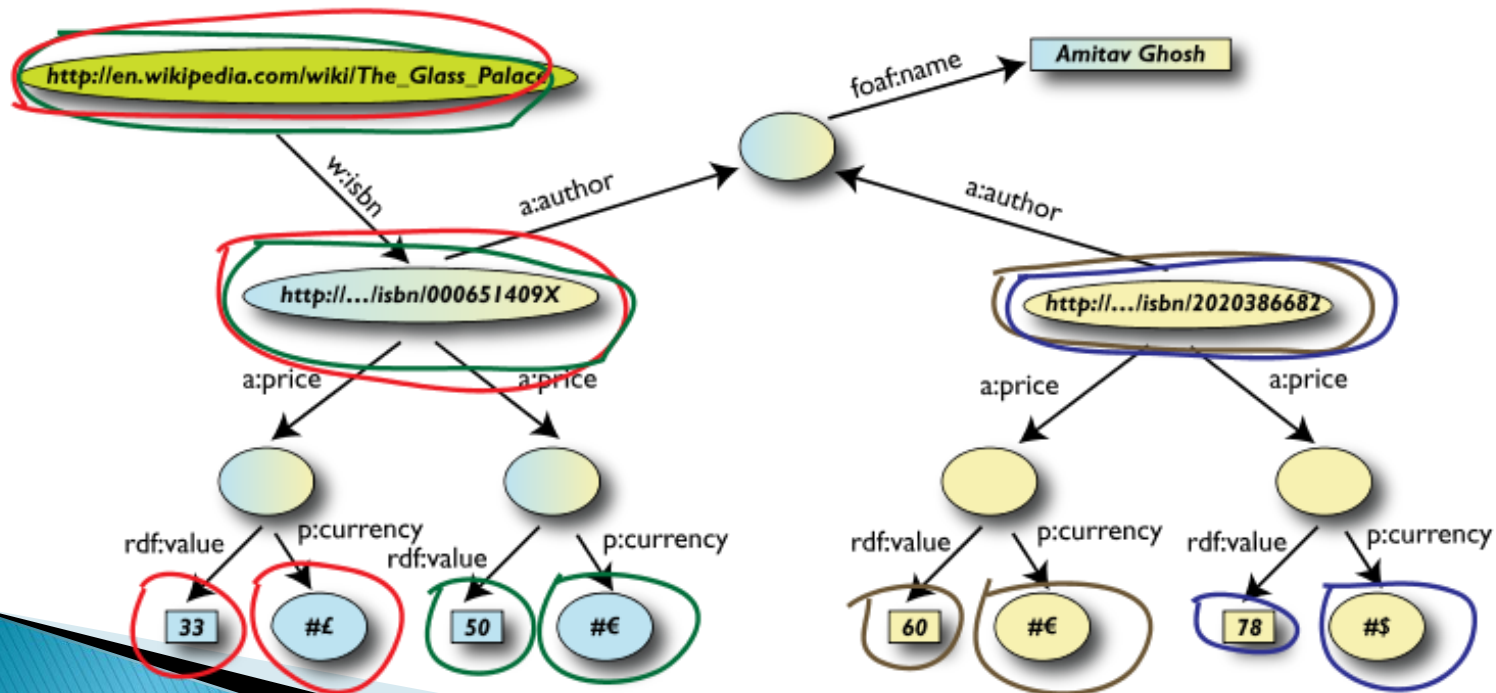 http://en.wikipedia.com/wiki/The_Glass_Palace
foaf:name
Amitav Ghosh
w:isbn
a:author
a:author
http://.../isbn/000651409X
http://.../isbn/2020386682
a:price
a:price
a:price
a:price
rdf:value
p:currency
rdf:value
p:currency
rdf:value
p:currency
rdf:value
p:currency
33
#£
50
#€
60
#€
78
#$